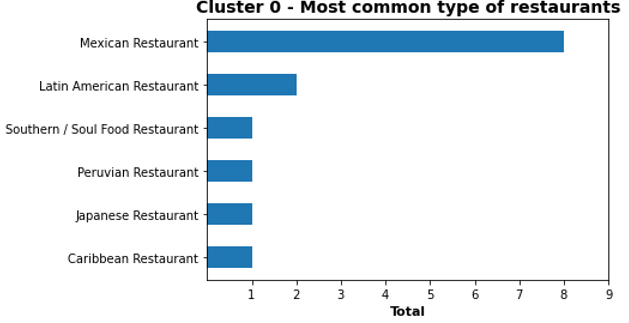 Cluster 0 - Most common type of restaurants
Mexican Restaurant
Latin American Restaurant
Southern / Soul Food Restaurant
Peruvian Restaurant
Japanese Restaurant
Caribbean Restaurant
1 2 3 4 5 6 7 8 9
Total